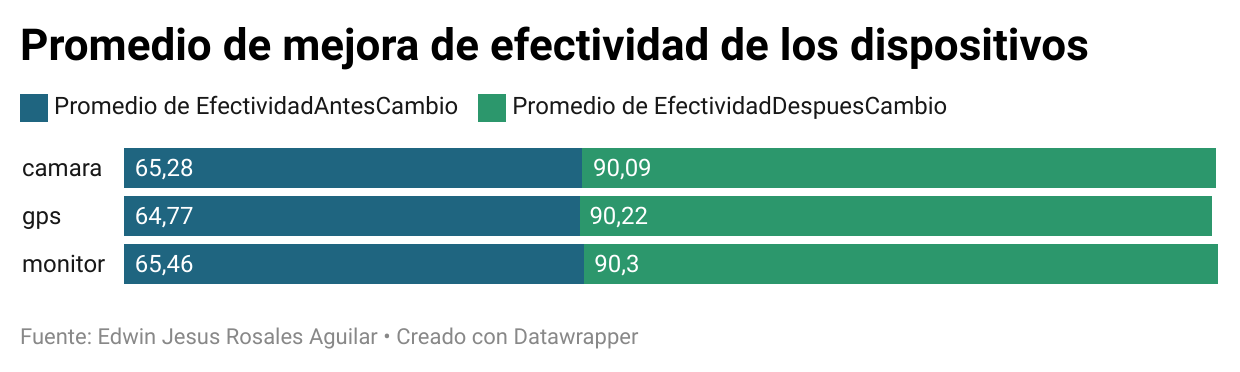 Promedio de mejora de efectividad de los dispositivos
Promedio de EfectividadAntesCambio Promedio de EfectividadDespuesCambio
camara 65,28 90,09
gps 64,77 90,22
monitor 65,46 90,3
Fuente: Edwin Jesus Rosales Aguilar • Creado con Datawrapper